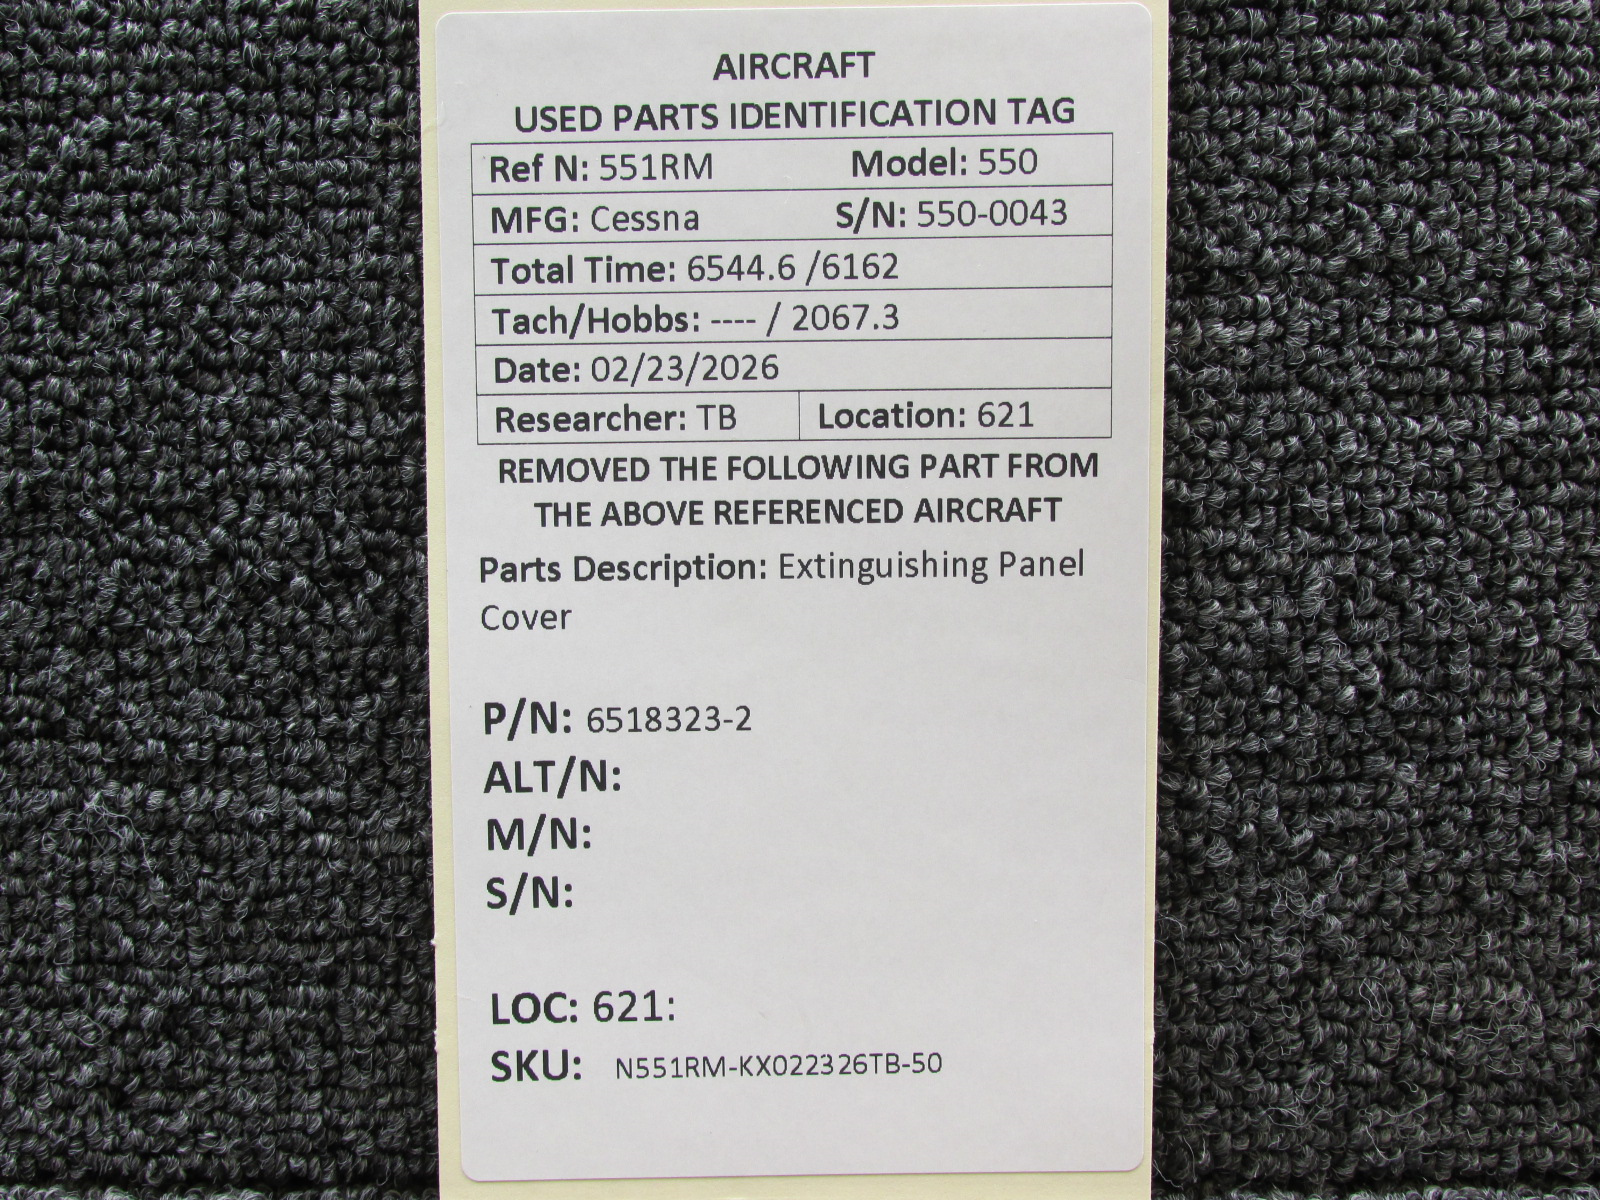 AIRCRAFT
USED PARTS IDENTIFICATION TAG
Ref N: 551RM Model: 550
MFG: Cessna S/N: 550-0043
Total Time: 6544.6 /6162
Tach/Hobbs: ---- / 2067.3
Date: 02/23/2026
Researcher: TB Location: 621
REMOVED THE FOLLOWING PART FROM
THE ABOVE REFERENCED AIRCRAFT
Parts Description: Extinguishing Panel
Cover
P/N: 6518323-2
ALT/N:
M/N:
S/N:
LOC: 621:
SKU: N551RM-KX022326TB-50